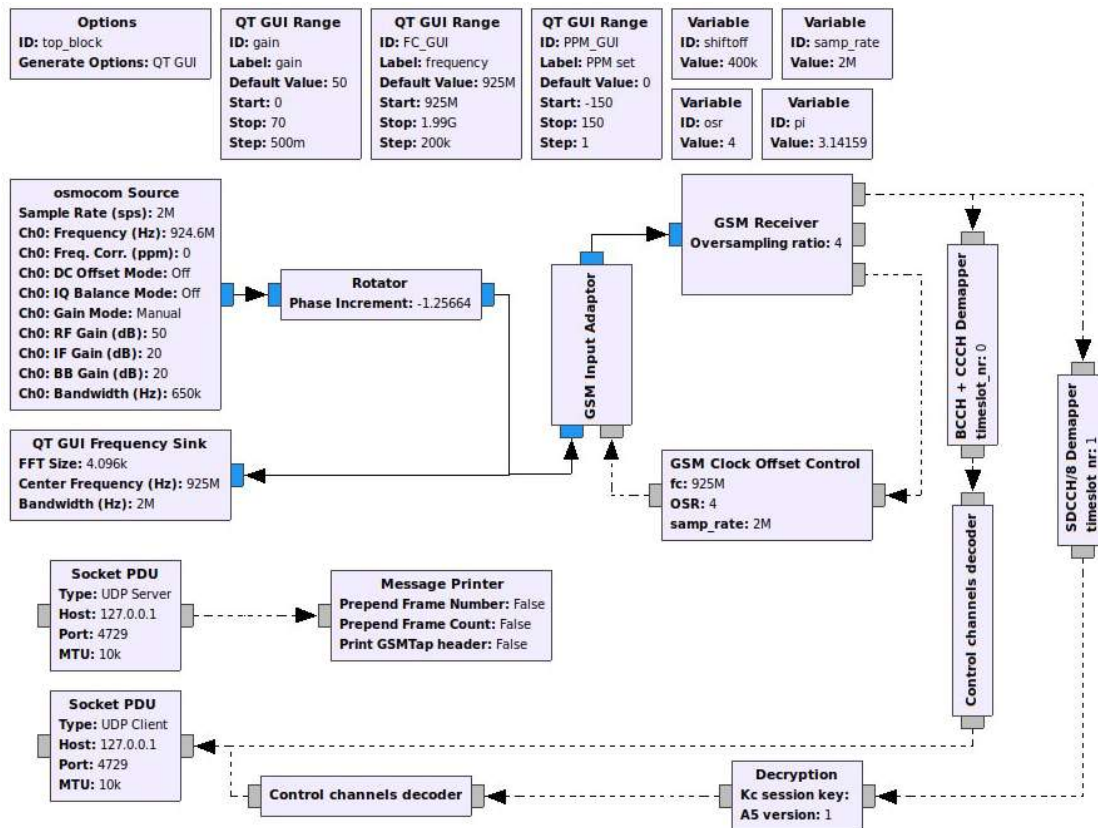 Options
ID: top_block
Generate Options: QT GUI
QT GUI Range
ID: gain
Label: gain
Default Value: 50
Start: 0
Stop: 70
Step: 500m
QT GUI Range
ID: FC_GUI
Label: frequency
Default Value: 925M
Start: 925M
Stop: 1.99G
Step: 200k
QT GUI Range
ID: PPM_GUI
Label: PPM set
Default Value: 0
Start: -150
Stop: 150
Step: 1
Variable
ID: shiftoff
Value: 400k
Variable
ID: samp_rate
Value: 2M
Variable
ID: osr
Value: 4
Variable
ID: pi
Value: 3.14159
osmocom Source
Sample Rate (sps): 2M
Ch0: Frequency (Hz): 924.6M
Ch0: Freq. Corr. (ppm): 0
Ch0: DC Offset Mode: Off
Ch0: IQ Balance Mode: Off
Ch0: Gain Mode: Manual
Ch0: RF Gain (dB): 50
Ch0: IF Gain (dB): 20
Ch0: BB Gain (dB): 20
Ch0: Bandwidth (Hz): 650k
Rotator
Phase Increment: -1.25664
GSM Input Adaptor
GSM Receiver
Oversampling ratio: 4
BCCH + CCCH Demapper
timeslot_nr: 0
SDCCH/8 Demapper
timeslot_nr: 1
QT GUI Frequency Sink
FFT Size: 4.096k
Center Frequency (Hz): 925M
Bandwidth (Hz): 2M
GSM Clock Offset Control
fc: 925M
OSR: 4
samp_rate: 2M
Control channels decoder
Socket PDU
Type: UDP Server
Host: 127.0.0.1
Port: 4729
MTU: 10k
Message Printer
Prepend Frame Number: False
Prepend Frame Count: False
Print GSMTap header: False
Socket PDU
Type: UDP Client
Host: 127.0.0.1
Port: 4729
MTU: 10k
Control channels decoder
Decryption
Kc session key:
A5 version: 1